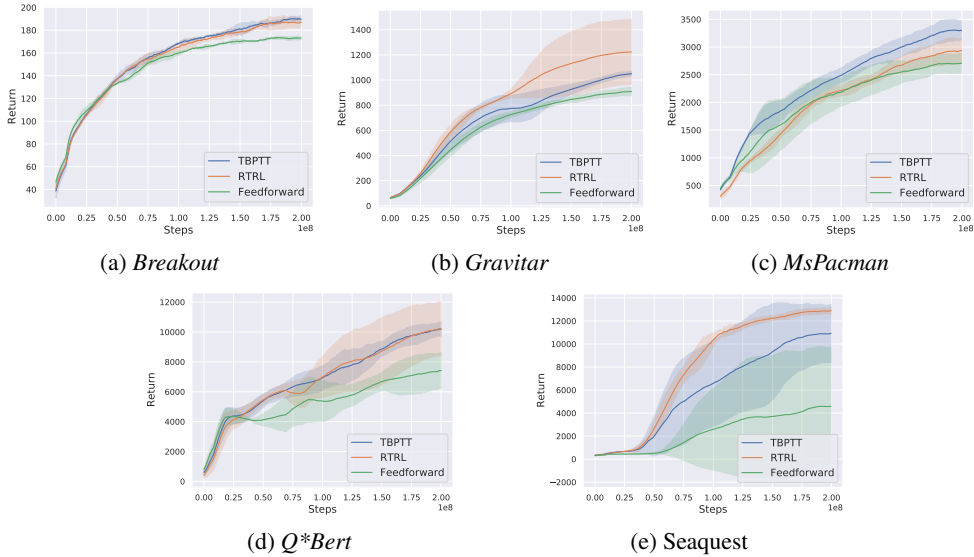 200
180
160
140
120
100
80
60
40
Return
TBPTT
RTRL
Feedforward
0.00 0.25 0.50 0.75 1.00 1.25 1.50 1.75 2.00
Steps
1e8
(a) Breakout
1400
1200
1000
800
600
400
200
0
Return
TBPTT
RTRL
Feedforward
0.00 0.25 0.50 0.75 1.00 1.25 1.50 1.75 2.00
Steps
1e8
(b) Gravitar
3500
3000
2500
2000
1500
1000
500
Return
TBPTT
RTRL
Feedforward
0.00 0.25 0.50 0.75 1.00 1.25 1.50 1.75 2.00
Steps
1e8
(c) MsPacman
12000
10000
8000
6000
4000
2000
0
Return
TBPTT
RTRL
Feedforward
0.00 0.25 0.50 0.75 1.00 1.25 1.50 1.75 2.00
Steps
1e8
(d) Q*Bert
14000
12000
10000
8000
6000
4000
2000
0
−2000
Return
TBPTT
RTRL
Feedforward
0.00 0.25 0.50 0.75 1.00 1.25 1.50 1.75 2.00
Steps
1e8
(e) Seaquest